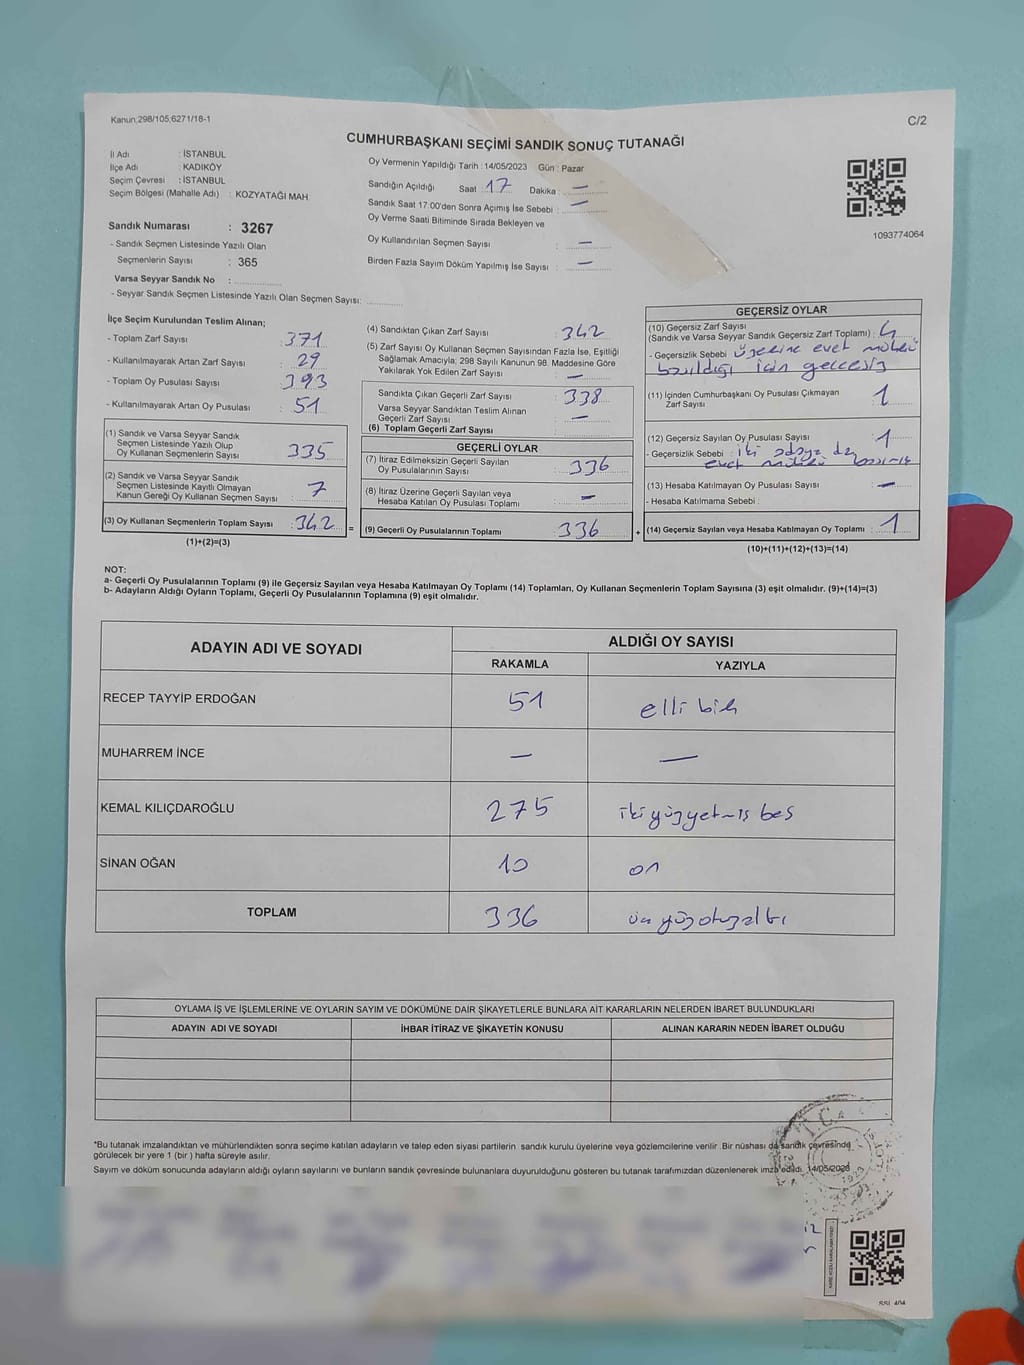 Kanun;298/105;6271/18-1
C/2
CUMHURBAŞKANI SEÇİMİ SANDIK SONUÇ TUTANAĞI
İl Adı : İSTANBUL
İlçe Adı : KADIKÖY
Seçim Çevresi : İSTANBUL
Seçim Bölgesi (Mahalle Adı) : KOZYATAĞI MAH
Sandık Numarası : 3267
- Sandık Seçmen Listesinde Yazılı Olan
Seçmenlerin Sayısı : 365
Varsa Seyyar Sandık No :
- Seyyar Sandık Seçmen Listesinde Yazılı Olan Seçmen Sayısı:
Oy Vermenin Yapıldığı Tarih : 14/05/2023 Gün : Pazar
Sandığın Açıldığı Saat 17 Dakika : —
Sandık Saat 17:00'den Sonra Açımış İse Sebebi : —
Oy Verme Saati Bitiminde Sırada Bekleyen ve
Oy Kullandırılan Seçmen Sayısı : —
Birden Fazla Sayım Döküm Yapılmış İse Sayısı : —
1093774064
İlçe Seçim Kurulundan Teslim Alınan;
- Toplam Zarf Sayısı : 371
- Kullanılmayarak Artan Zarf Sayısı : 29
- Toplam Oy Pusulası Sayısı : 393
- Kullanılmayarak Artan Oy Pusulası : 51
(1) Sandık ve Varsa Seyyar Sandık
Seçmen Listesinde Yazılı Olup
Oy Kullanan Seçmenlerin Sayısı : 335
(2) Sandık ve Varsa Seyyar Sandık
Seçmen Listesinde Kayıtlı Olmayan
Kanun Gereği Oy Kullanan Seçmen Sayısı : 7
(3) Oy Kullanan Seçmenlerin Toplam Sayısı : 342
(1)+(2)=(3)
(4) Sandıktan Çıkan Zarf Sayısı : 342
(5) Zarf Sayısı Oy Kullanan Seçmen Sayısından Fazla İse, Eşitliği
Sağlamak Amacıyla; 298 Sayılı Kanunun 98. Maddesine Göre
Yakılarak Yok Edilen Zarf Sayısı : —
Sandıkta Çıkan Geçerli Zarf Sayısı : 338
Varsa Seyyar Sandıktan Teslim Alınan
Geçerli Zarf Sayısı : —
(6) Toplam Geçerli Zarf Sayısı :
GEÇERLİ OYLAR
(7) İtiraz Edilmeksizin Geçerli Sayılan
Oy Pusulalarının Sayısı : 336
(8) İtiraz Üzerine Geçerli Sayılan veya
Hesaba Katılan Oy Pusulası Toplamı : —
= (9) Geçerli Oy Pusulalarının Toplamı : 336
GEÇERSİZ OYLAR
(10) Geçersiz Zarf Sayısı
(Sandık ve Varsa Seyyar Sandık Geçersiz Zarf Toplamı) : 4
- Geçersizlik Sebebi : üzerine evet mührü
basıldığı için geçersiz
(11) İçinden Cumhurbaşkanı Oy Pusulası Çıkmayan
Zarf Sayısı : 1
(12) Geçersiz Sayılan Oy Pusulası Sayısı : 1
- Geçersizlik Sebebi : iki adaya da
evet mührü basılmış
(13) Hesaba Katılmayan Oy Pusulası Sayısı : —
- Hesaba Katılmama Sebebi :
+ (14) Geçersiz Sayılan veya Hesaba Katılmayan Oy Toplamı : 1
(10)+(11)+(12)+(13)=(14)
NOT:
a- Geçerli Oy Pusulalarının Toplamı (9) ile Geçersiz Sayılan veya Hesaba Katılmayan Oy Toplamı (14) Toplamları, Oy Kullanan Seçmenlerin Toplam Sayısına (3) eşit olmalıdır. (9)+(14)=(3)
b- Adayların Aldığı Oyların Toplamı, Geçerli Oy Pusulalarının Toplamına (9) eşit olmalıdır.
ADAYIN ADI VE SOYADI ALDIĞI OY SAYISI
RAKAMLA YAZIYLA
RECEP TAYYİP ERDOĞAN 51 elli bir
MUHARREM İNCE — —
KEMAL KILIÇDAROĞLU 275 iki yüz yetmiş beş
SİNAN OĞAN 10 on
TOPLAM 336 üç yüz otuz altı
OYLAMA İŞ VE İŞLEMLERİNE VE OYLARIN SAYIM VE DÖKÜMÜNE DAİR ŞİKAYETLERLE BUNLARA AİT KARARLARIN NELERDEN İBARET BULUNDUKLARI
ADAYIN ADI VE SOYADI İHBAR İTİRAZ VE ŞİKAYETİN KONUSU ALINAN KARARIN NEDEN İBARET OLDUĞU
*Bu tutanak imzalandıktan ve mühürlendikten sonra seçime katılan adayların ve talep eden siyasi partilerin sandık kurulu üyelerine veya gözlemcilerine verilir .Bir nüshası da sandık çevresinde
görülecek bir yere 1 (bir ) hafta süreyle asılır.
Sayım ve döküm sonucunda adayların aldığı oyların sayılarını ve bunların sandık çevresinde bulunanlara duyurulduğunu gösteren bu tutanak tarafımızdan düzenlenerek imza edildi. 14/05/2023
T.C.